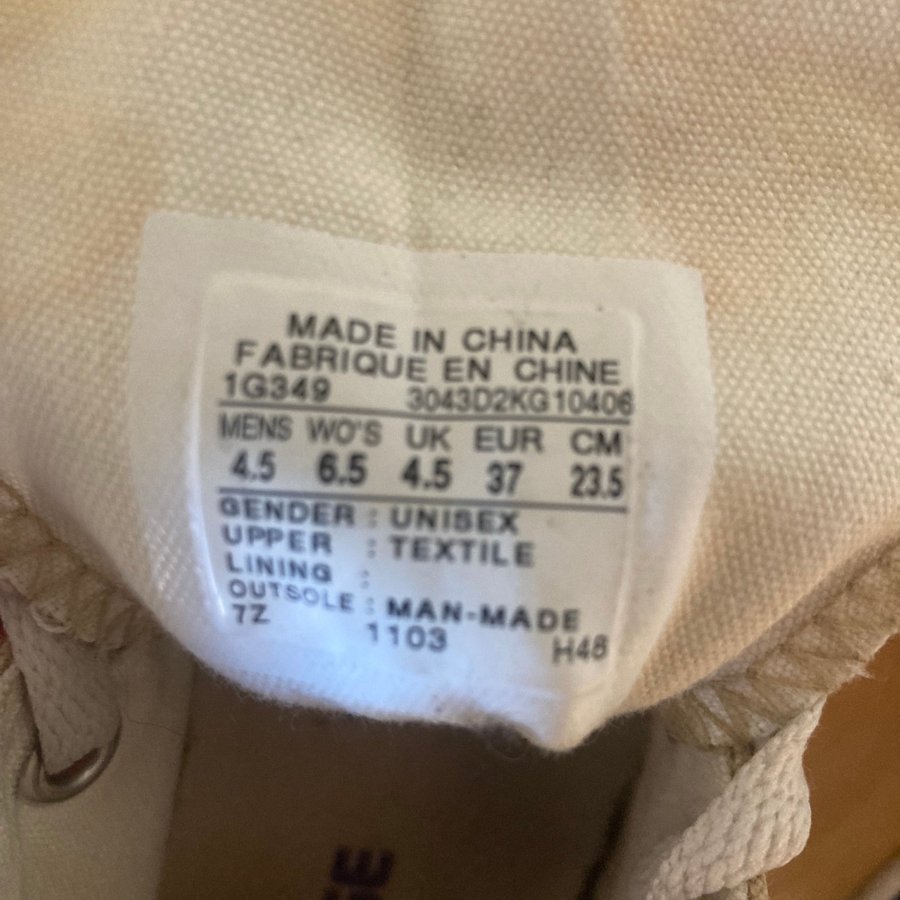 MADE IN CHINA
FABRIQUE EN CHINE
1G349 3043D2KG10406
MENS WO'S UK EUR CM
4.5 6.5 4.5 37 23.5
GENDER : UNISEX
UPPER : TEXTILE
LINING :
OUTSOLE : MAN-MADE
7Z 1103 H48